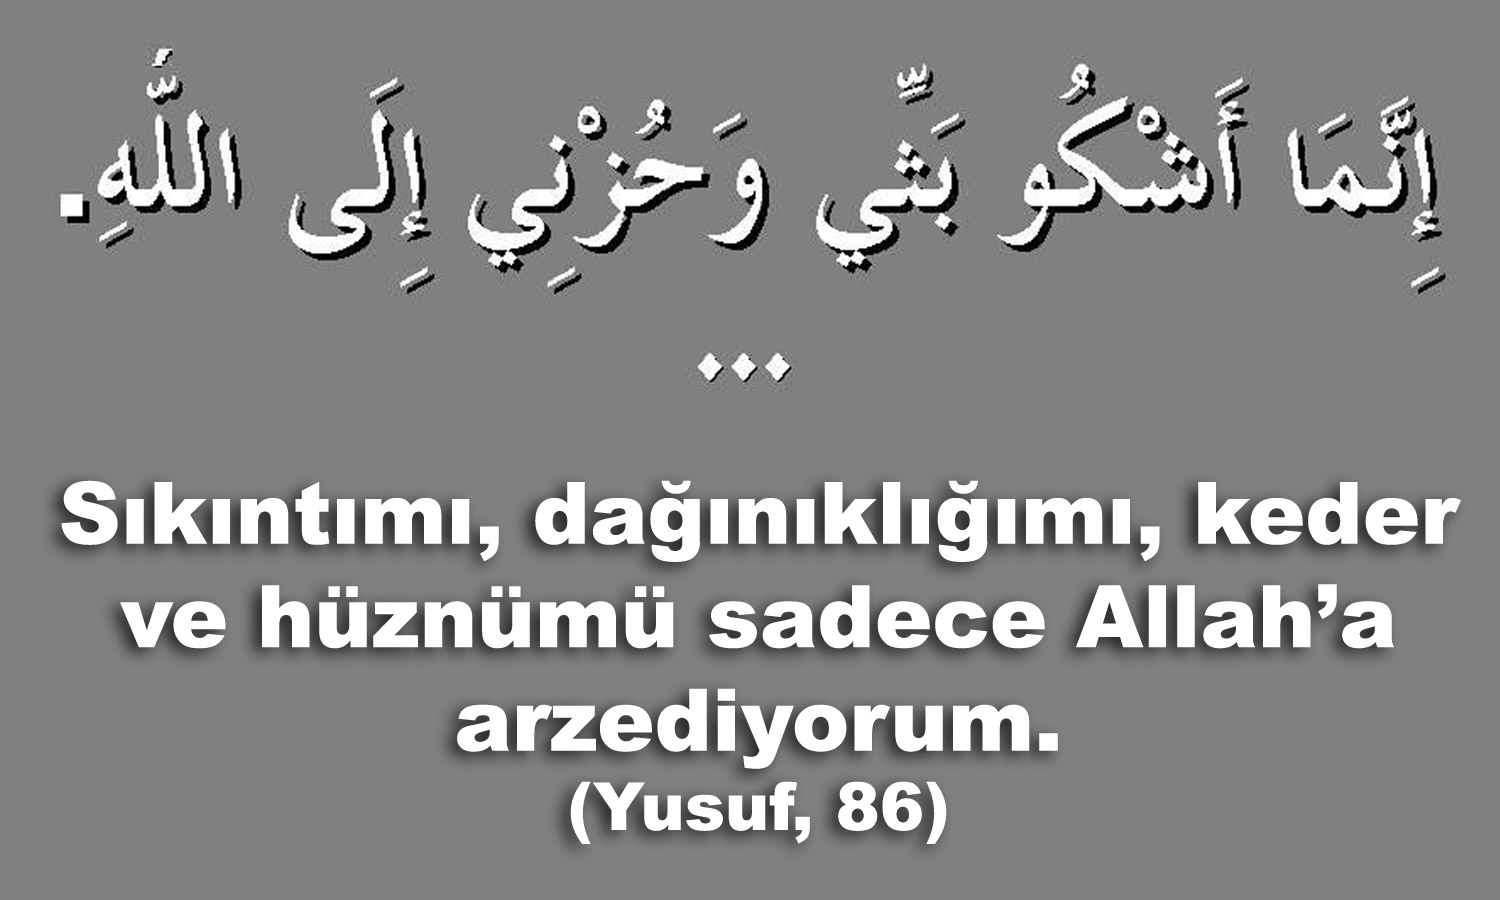 إِنَّمَا أَشْكُو بَثِّي وَحُزْنِي إِلَى اللّٰهِ.
...
Sıkıntımı, dağınıklığımı, keder
ve hüznümü sadece Allah’a
arzediyorum.
(Yusuf, 86)